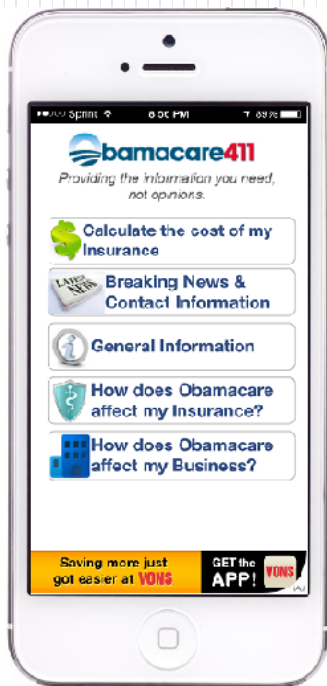 Sprint
Obamacare411
Providing the information you need,
not opinions.
Calculate the cost of my
Insurance
LATEST
NEWS
Breaking News &
Contact Information
i
General Information
How does Obamacare
affect my Insurance?
How does Obamacare
affect my Business?
Saving more just
got easier at VONS
GET the
APP!
VONS